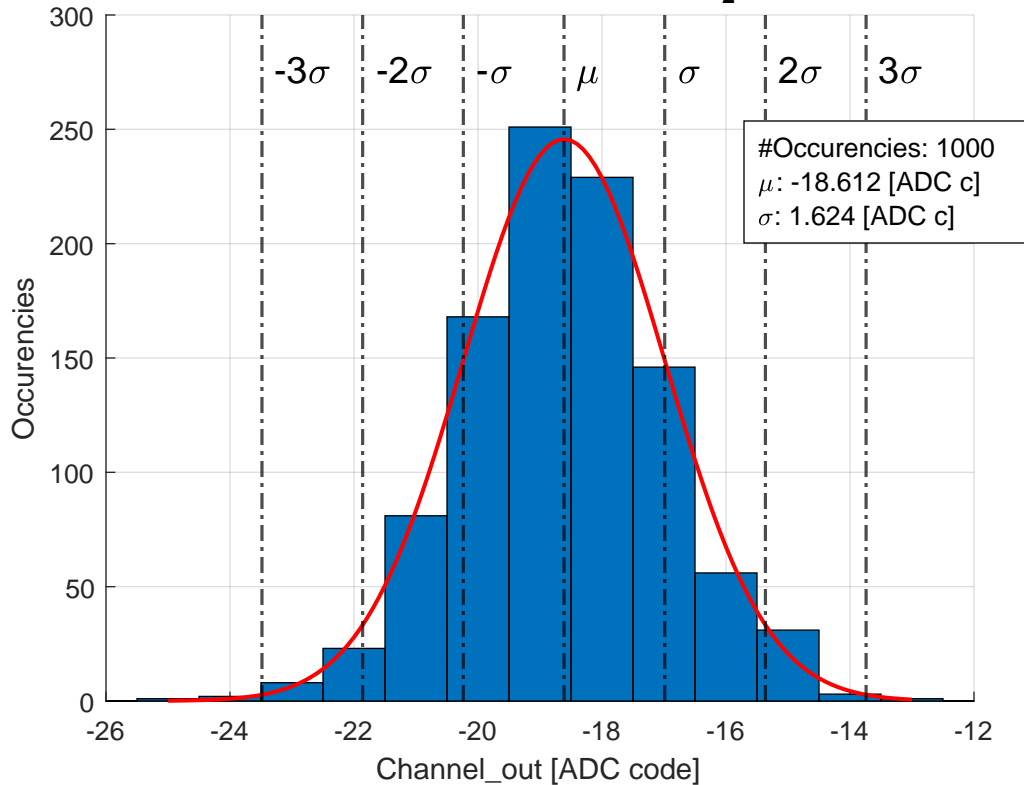 300
250
200
150
100
50
0
-26 -24 -22 -20 -18 -16 -14 -12
Occurencies
Channel_out [ADC code]
-3σ -2σ -σ μ σ 2σ 3σ
#Occurencies: 1000
μ: -18.612 [ADC c]
σ: 1.624 [ADC c]